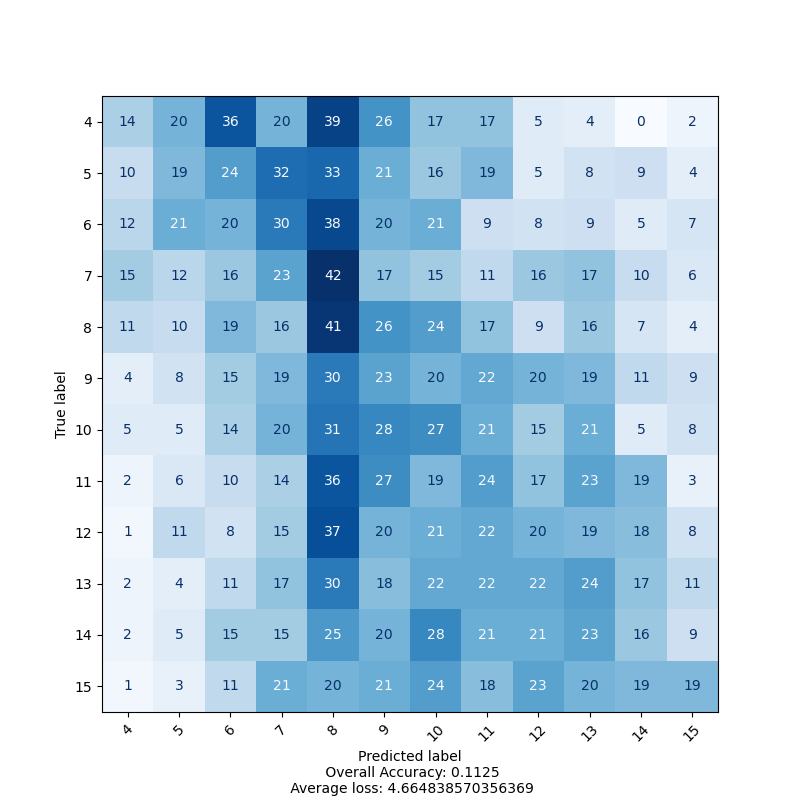 4 14 20 36 20 39 26 17 17 5 4 0 2
5 10 19 24 32 33 21 16 19 5 8 9 4
6 12 21 20 30 38 20 21 9 8 9 5 7
7 15 12 16 23 42 17 15 11 16 17 10 6
8 11 10 19 16 41 26 24 17 9 16 7 4
9 4 8 15 19 30 23 20 22 20 19 11 9
10 5 5 14 20 31 28 27 21 15 21 5 8
11 2 6 10 14 36 27 19 24 17 23 19 3
12 1 11 8 15 37 20 21 22 20 19 18 8
13 2 4 11 17 30 18 22 22 22 24 17 11
14 2 5 15 15 25 20 28 21 21 23 16 9
15 1 3 11 21 20 21 24 18 23 20 19 19
True label
4 5 6 7 8 9 10 11 12 13 14 15
Predicted label
Overall Accuracy: 0.1125
Average loss: 4.664838570356369